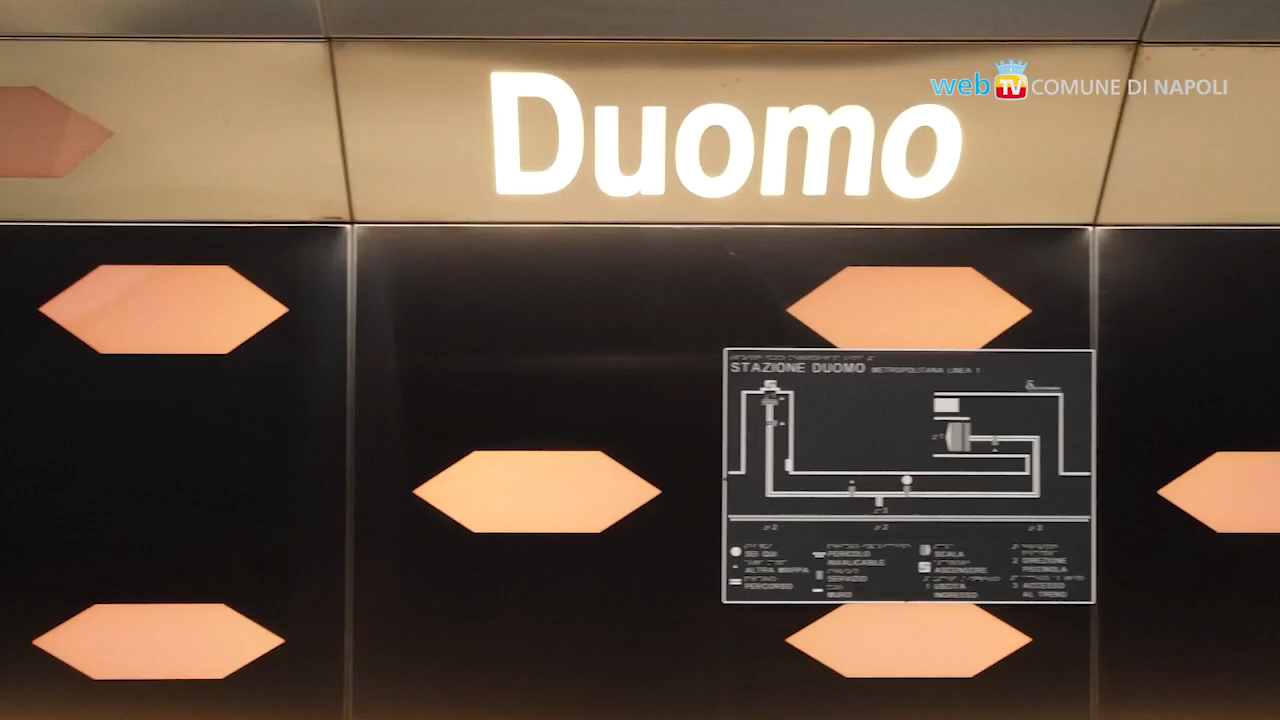 Duomo
web TV COMUNE DI NAPOLI
STAZIONE DUOMO METROPOLITANA LINEA 1
SEI QUI
ALTRA MAPPA
PERCORSO
PERICOLO
INVALICABILE
SERVIZIO
MURO
SCALA
ASCENSORE
1 USCITA
INGRESSO
2 DIREZIONE
PISCINOLA
3 ACCESSO
AL TRENO